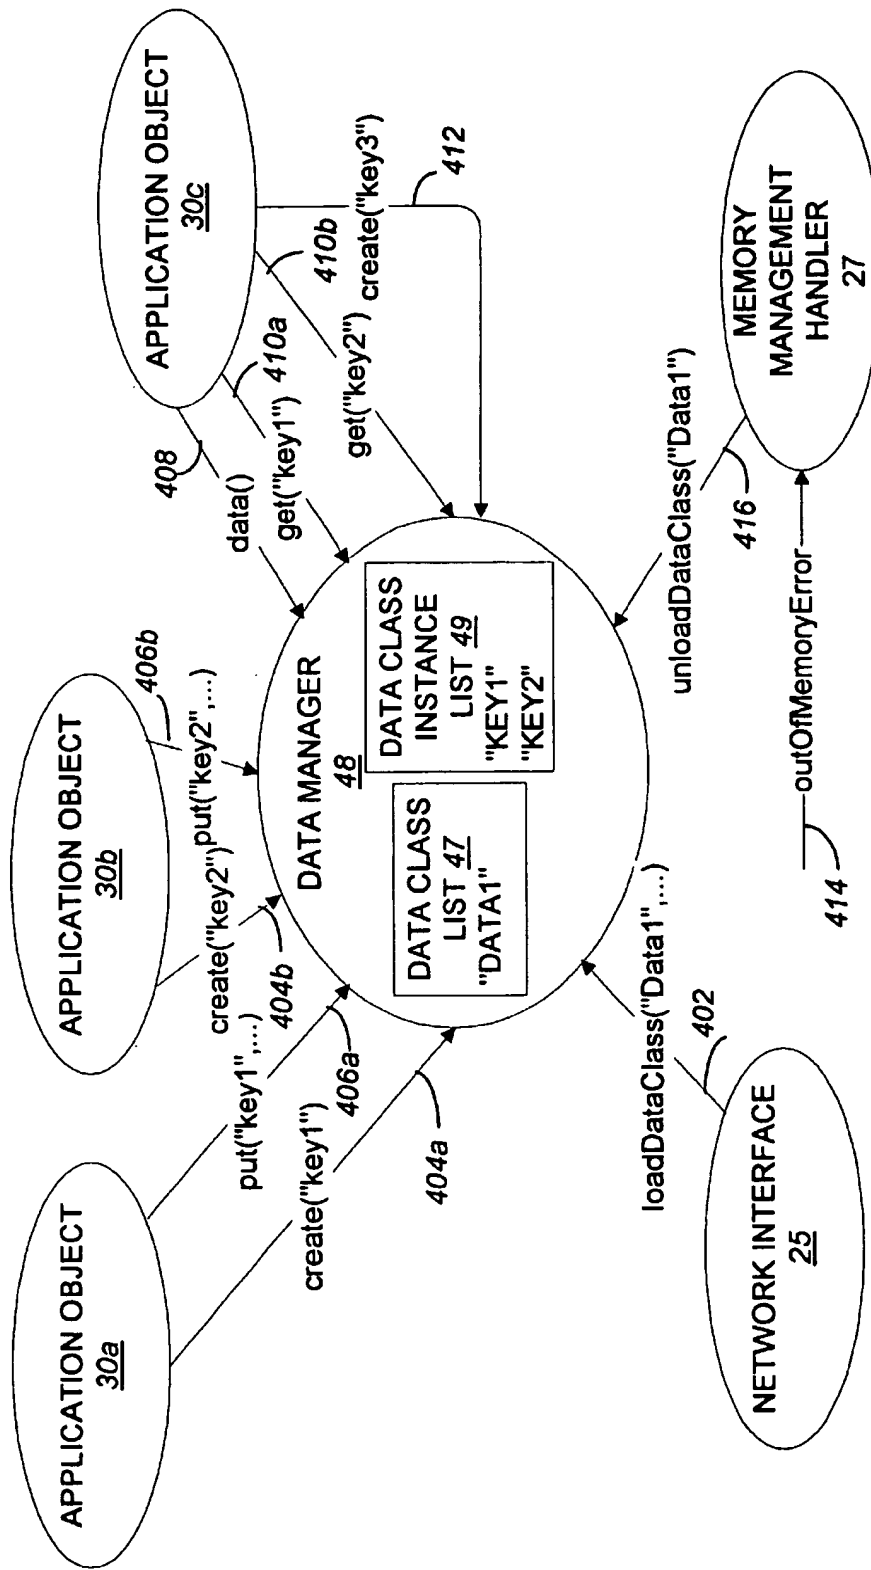 APPLICATION OBJECT
30a
APPLICATION OBJECT
30b
APPLICATION OBJECT
30c
create("key1")
404a
put("key1",...)
406a
create("key2")
404b
put("key2",...)
406b
data()
408
get("key1")
410a
get("key2")
410b
create("key3")
412
DATA MANAGER
48
DATA CLASS
LIST 47
"DATA1"
DATA CLASS
INSTANCE
LIST 49
"KEY1"
"KEY2"
loadDataClass("Data1",...)
402
NETWORK INTERFACE
25
unloadDataClass("Data1")
416
outOfMemoryError
414
MEMORY
MANAGEMENT
HANDLER
27